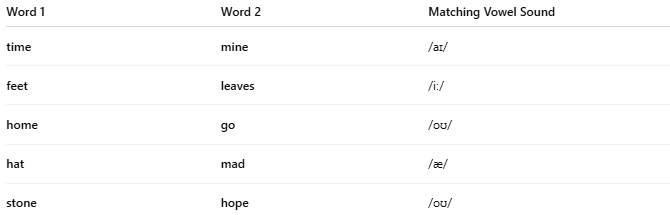 Word 1 Word 2 Matching Vowel Sound
time mine /aɪ/
feet leaves /iː/
home go /oʊ/
hat mad /æ/
stone hope /oʊ/